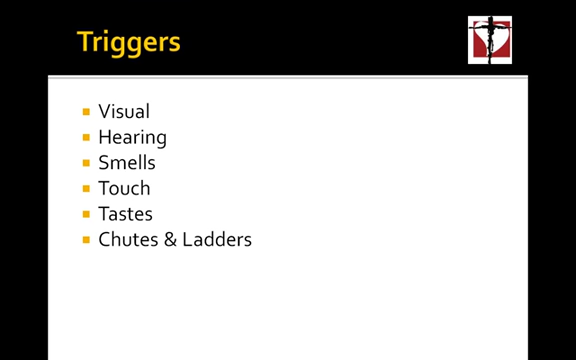 Triggers
Visual
Hearing
Smells
Touch
Tastes
Chutes & Ladders